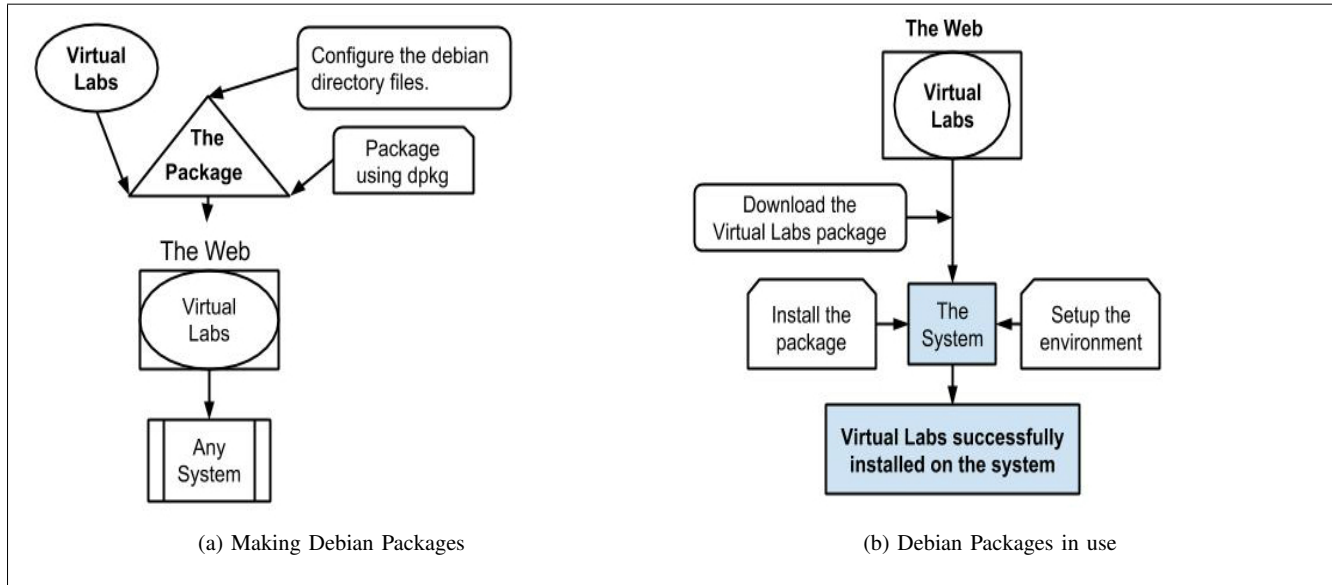 Virtual
Labs
Configure the debian
directory files.
The
Package
Package
using dpkg
The Web
Virtual
Labs
Any
System
(a) Making Debian Packages
The Web
Virtual
Labs
Download the
Virtual Labs package
Install the
package
The
System
Setup the
environment
Virtual Labs successfully
installed on the system
(b) Debian Packages in use